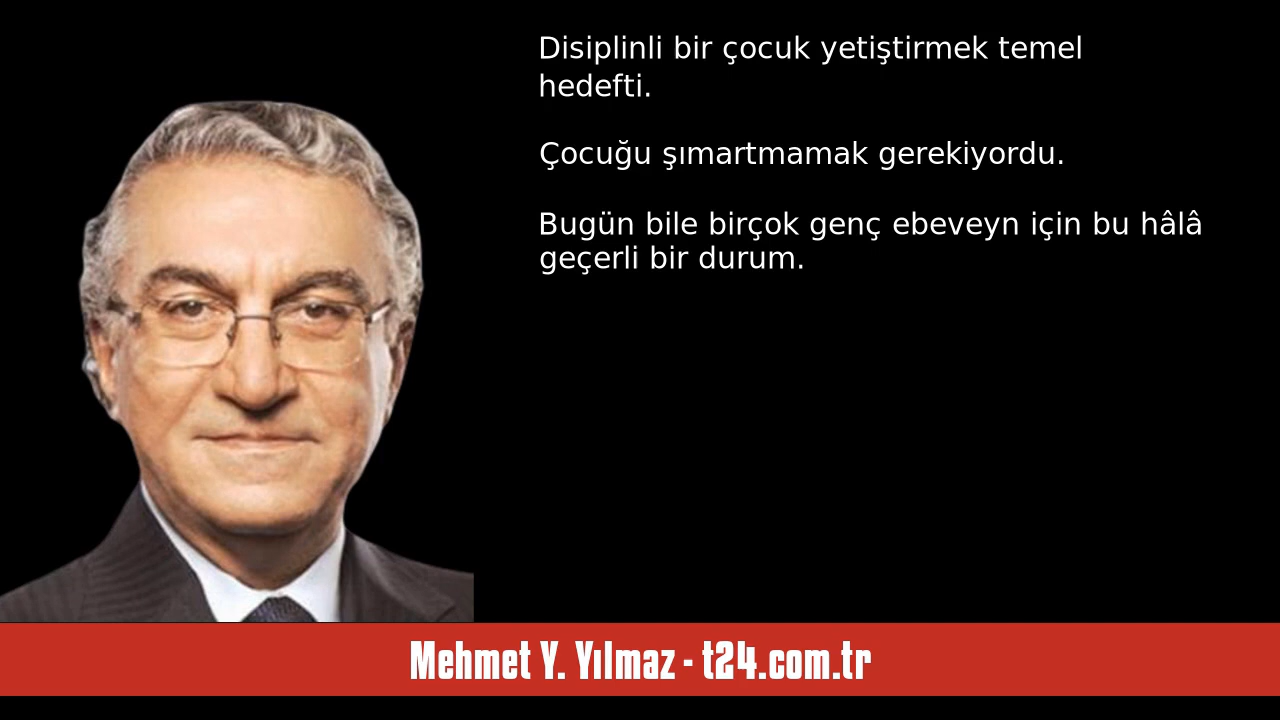 Disiplinli bir çocuk yetiştirmek temel
hedefti.
Çocuğu şımartmamak gerekiyordu.
Bugün bile birçok genç ebeveyn için bu hâlâ
geçerli bir durum.
Mehmet Y. Yılmaz - t24.com.tr